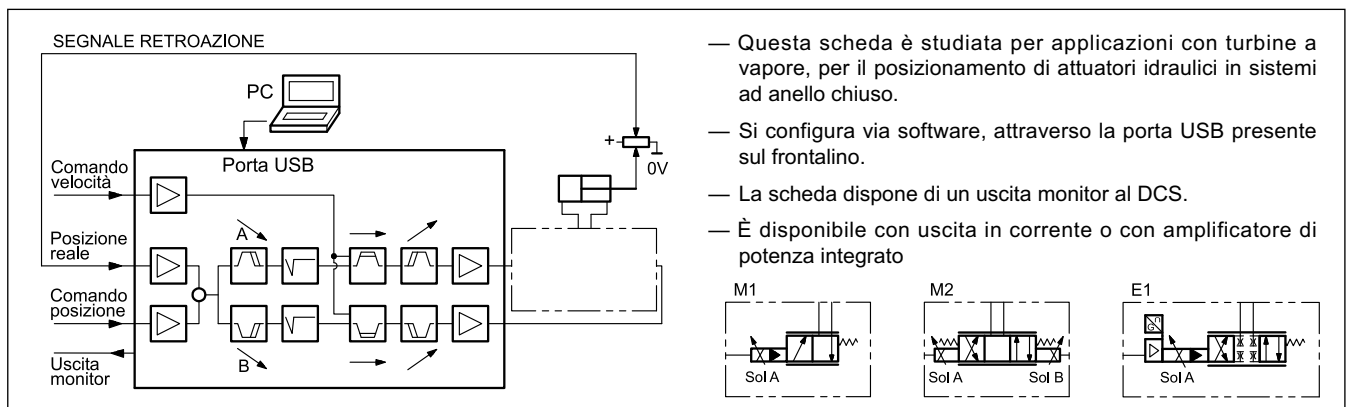 SEGNALE RETROAZIONE
PC
Porta USB
+
0V
Comando
velocità
Posizione
reale
Comando
posizione
Uscita
monitor
A
B
— Questa scheda è studiata per applicazioni con turbine a
vapore, per il posizionamento di attuatori idraulici in sistemi
ad anello chiuso.
— Si configura via software, attraverso la porta USB presente
sul frontalino.
— La scheda dispone di un uscita monitor al DCS.
— È disponibile con uscita in corrente o con amplificatore di
potenza integrato
M1
Sol A
M2
Sol A
Sol B
E1
Sol A